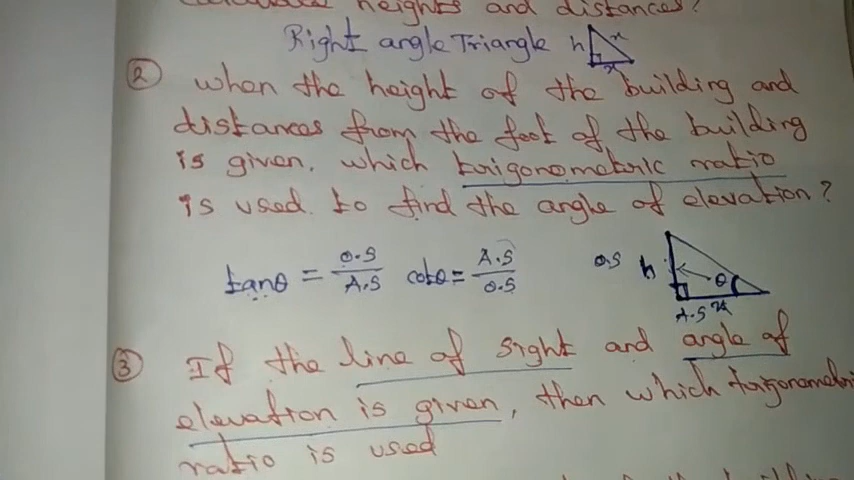 calculate heights and distances?
Right angle Triangle h x
x
② when the height of the building and
distances from the foot of the building
is given. which trigonometric ratio
is used to find the angle of elevation?
tanθ = O.S/A.S cotθ = A.S/O.S O.S h θ
A.S x
③ If the line of sight and angle of
elevation is given, then which trigonometri
ratio is used